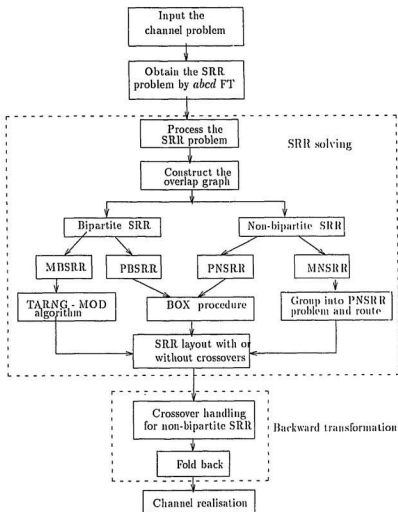 Input the
channel problem
Obtain the SRR
problem by abcd FT
Process the
SRR problem
SRR solving
Construct the
overlap graph
Bipartite SRR
Non-bipartite SRR
MBSRR
PBSRR
PNSRR
MNSRR
TARNG - MOD
algorithm
BOX procedure
Group into PNSRR
problem and route
SRR layout with or
without crossovers
Crossover handling
for non-bipartite SRR
Backward transformation
Fold back
Channel realisation